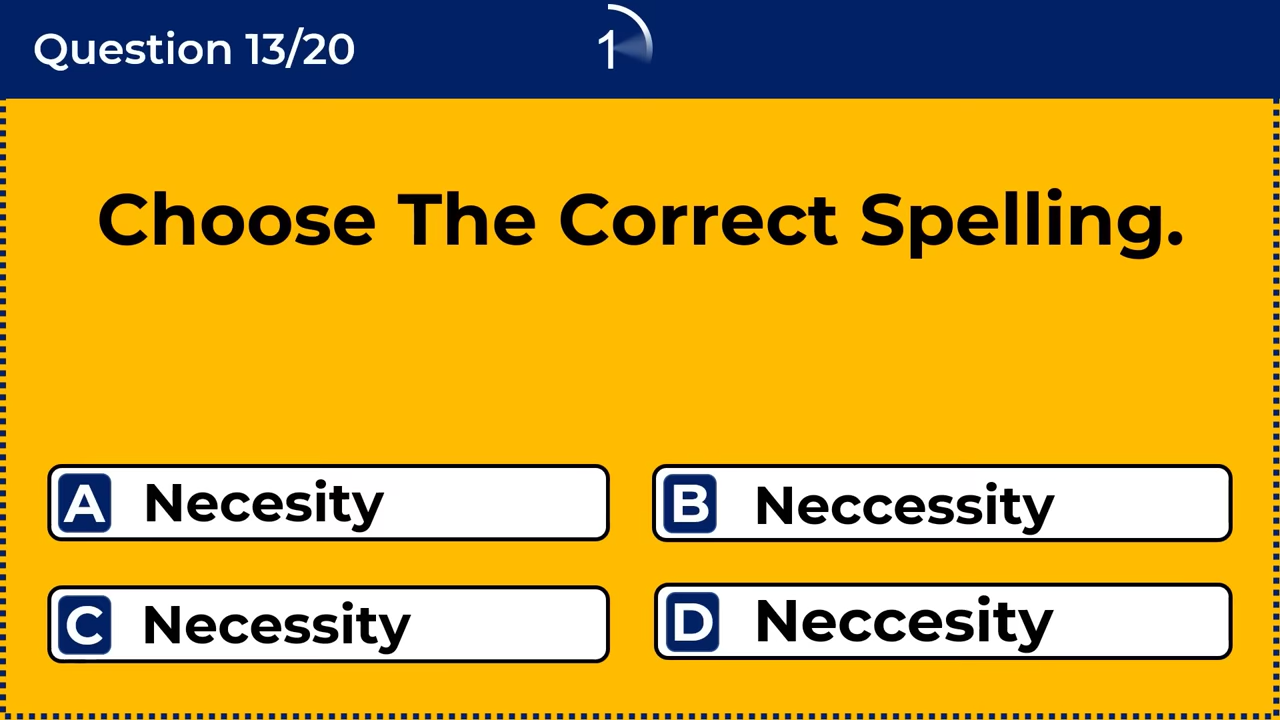 Question 13/20
1
Choose The Correct Spelling.
A Necesity
B Neccessity
C Necessity
D Neccesity